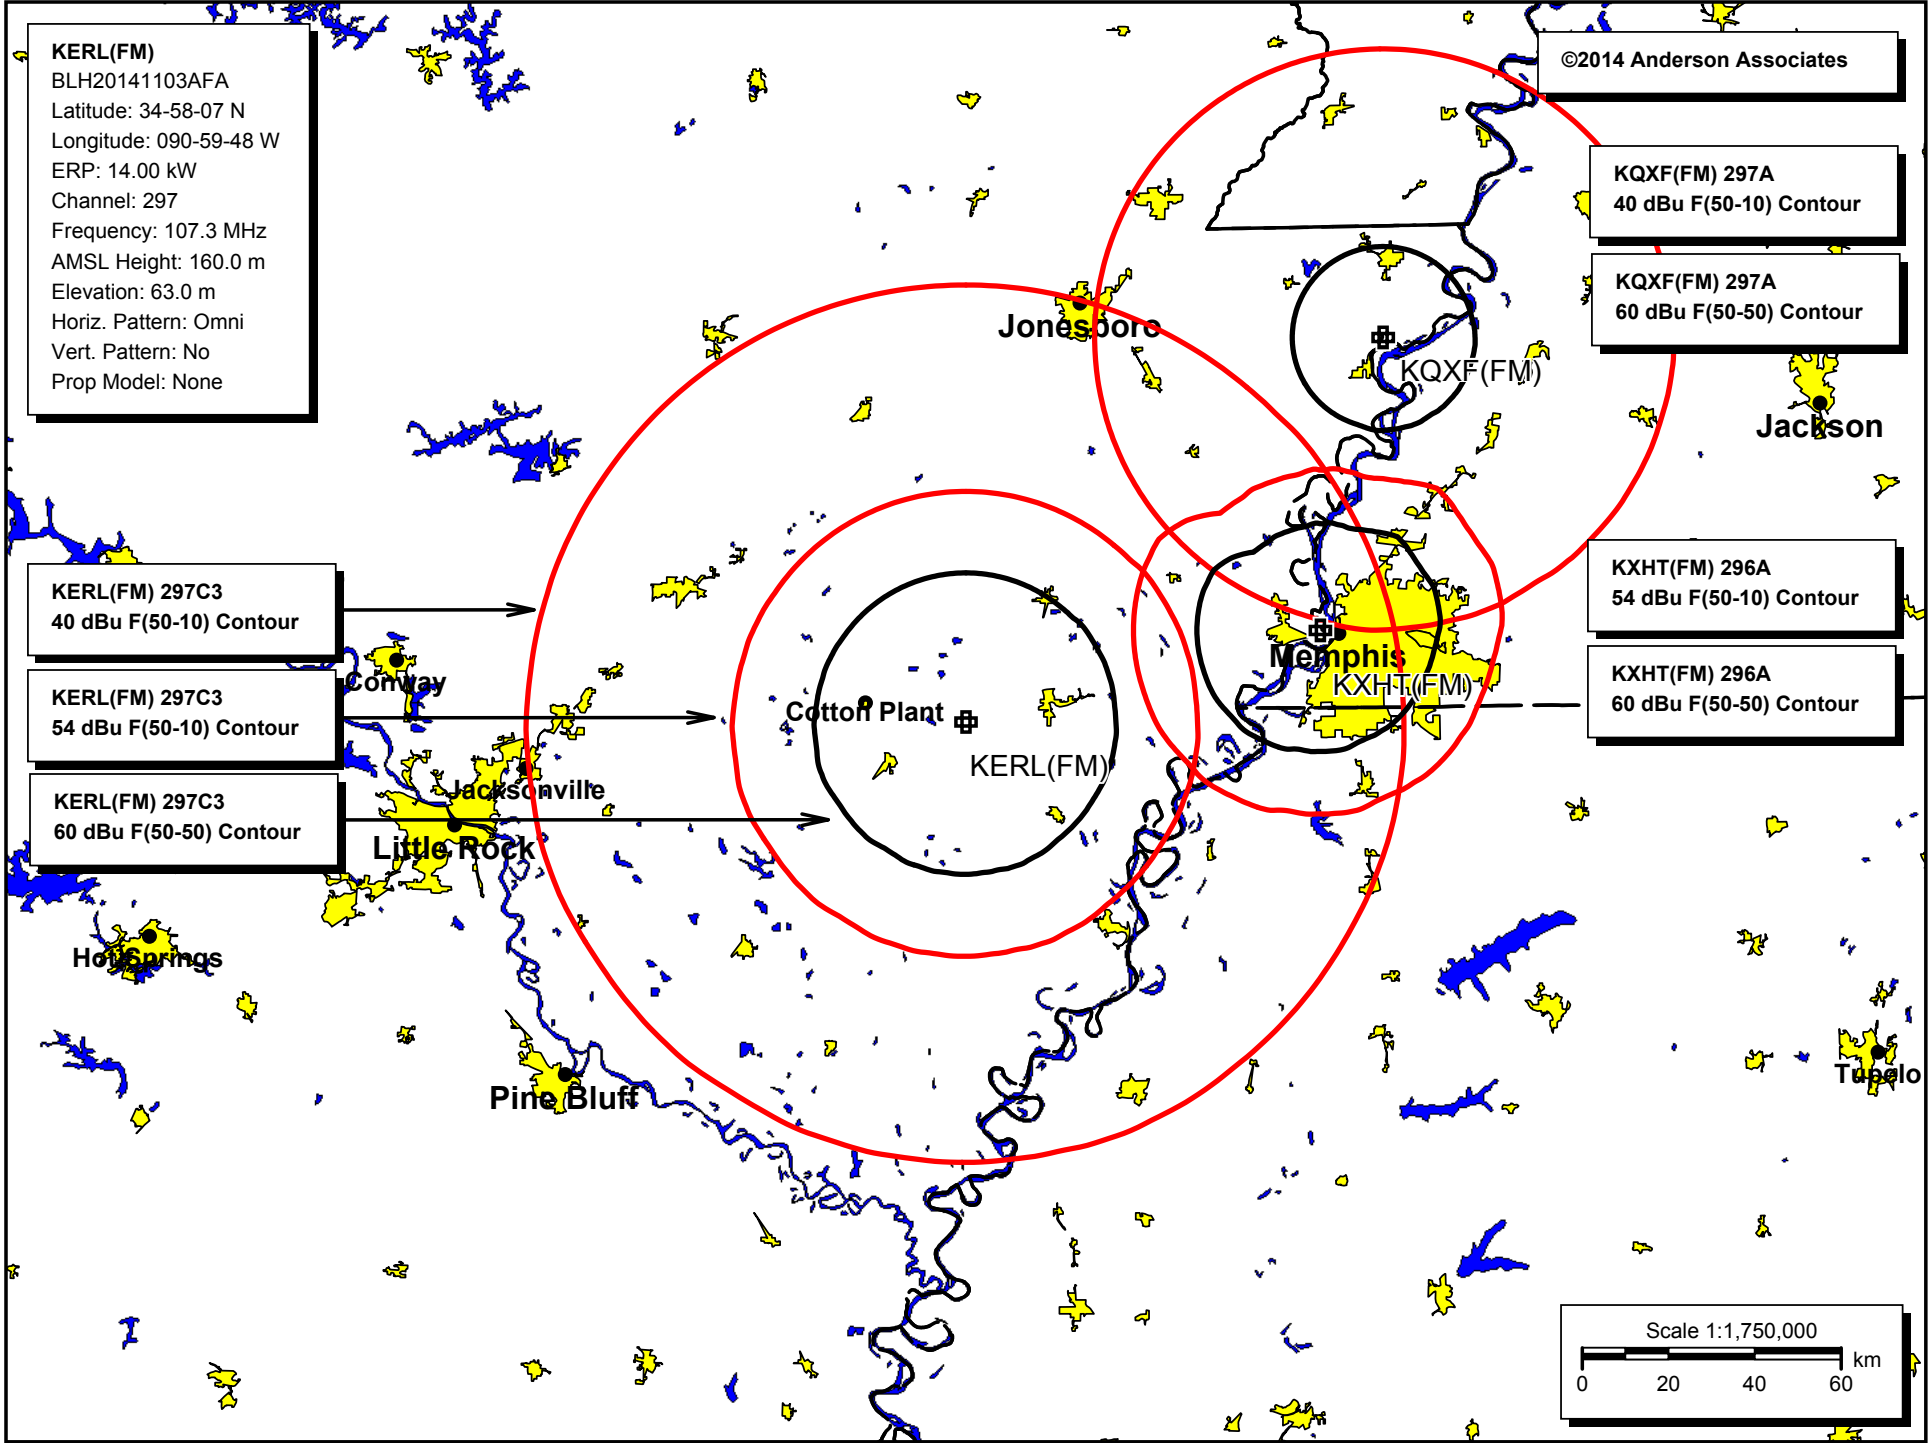 KERL(FM)
BLH20141103AFA
Latitude: 34-58-07 N
Longitude: 090-59-48 W
ERP: 14.00 kW
Channel: 297
Frequency: 107.3 MHz
AMSL Height: 160.0 m
Elevation: 63.0 m
Horiz. Pattern: Omni
Vert. Pattern: No
Prop Model: None
©2014 Anderson Associates
KQXF(FM) 297A
40 dBu F(50-10) Contour
KQXF(FM) 297A
60 dBu F(50-50) Contour
Jonesboro
KQXF(FM)
Jackson
KERL(FM) 297C3
40 dBu F(50-10) Contour
KXHT(FM) 296A
54 dBu F(50-10) Contour
Conway
Memphis
KXHT(FM)
KERL(FM) 297C3
54 dBu F(50-10) Contour
KXHT(FM) 296A
60 dBu F(50-50) Contour
Cotton Plant
KERL(FM)
Jacksonville
KERL(FM) 297C3
60 dBu F(50-50) Contour
Little Rock
Hot Springs
Pine Bluff
Tupelo
Scale 1:1,750,000
km
0 20 40 60